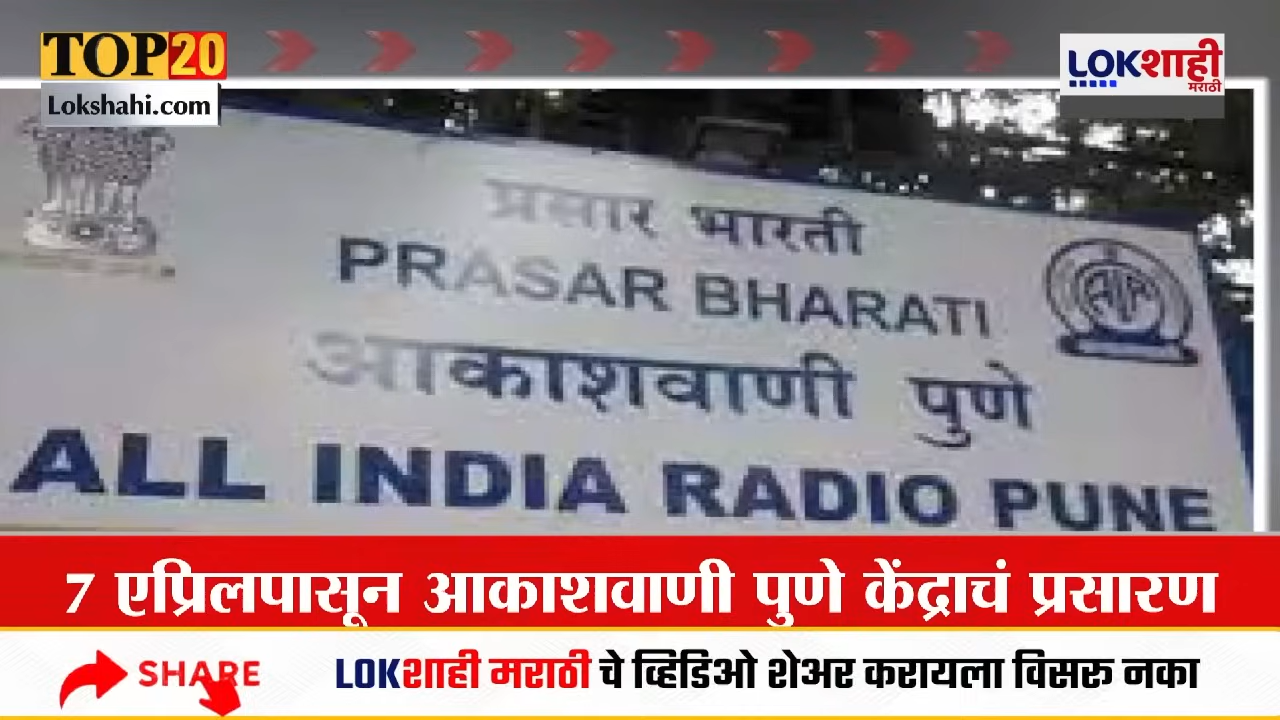 TOP20
Lokshahi.com
LOKशाही
मराठी
प्रसार भारती
PRASAR BHARATI
आकाशवाणी पुणे
AIR
ALL INDIA RADIO PUNE
7 एप्रिलपासून आकाशवाणी पुणे केंद्राचं प्रसारण
SHARE
LOKशाही मराठी चे व्हिडिओ शेअर करायला विसरू नका